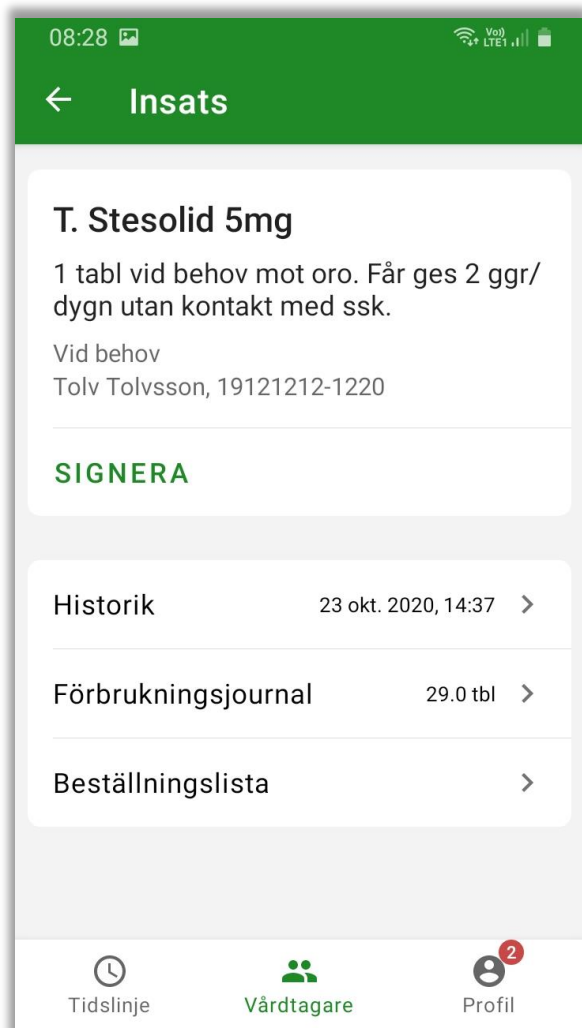 08:28
Vo)) LTE1
Insats
T. Stesolid 5mg
1 tabl vid behov mot oro. Får ges 2 ggr/
dygn utan kontakt med ssk.
Vid behov
Tolv Tolvsson, 19121212-1220
SIGNERA
Historik 23 okt. 2020, 14:37
Förbrukningsjournal 29.0 tbl
Beställningslista
2
Tidslinje Vårdtagare Profil